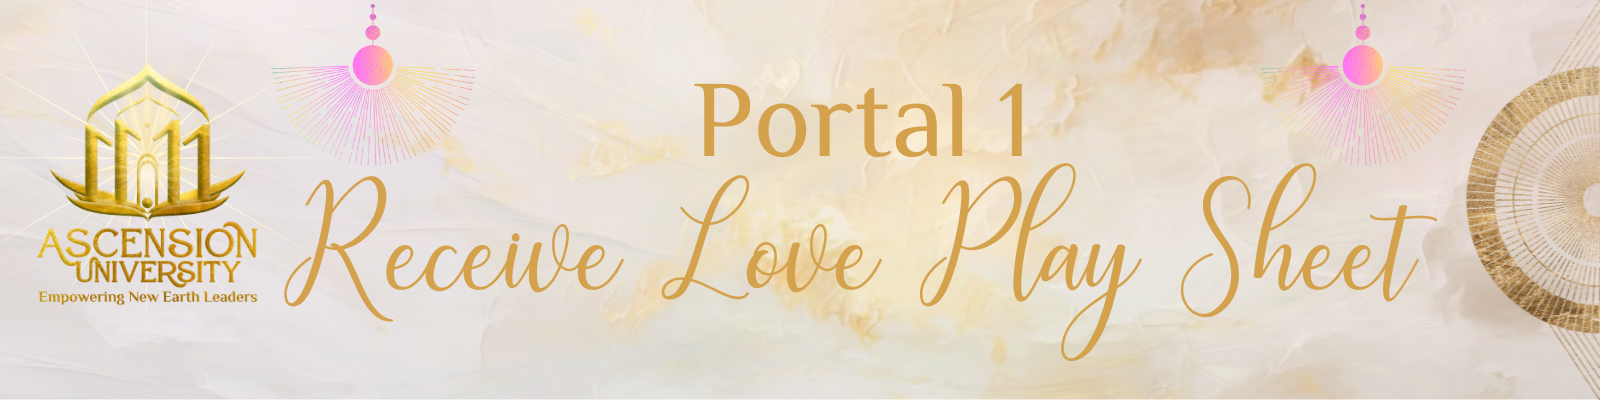 ASCENSION
UNIVERSITY
Empowering New Earth Leaders
Portal 1
Receive Love Play Sheet